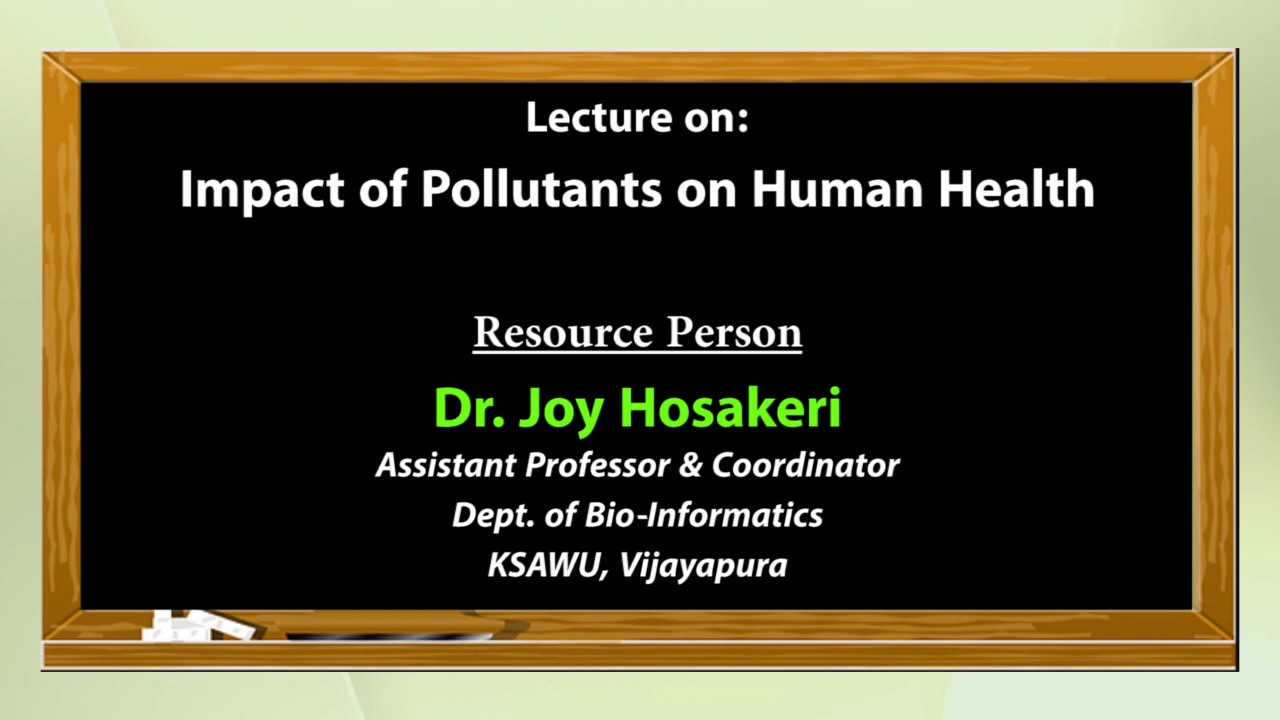 Lecture on:
Impact of Pollutants on Human Health
Resource Person
Dr. Joy Hosakeri
Assistant Professor & Coordinator
Dept. of Bio-Informatics
KSAWU, Vijayapura